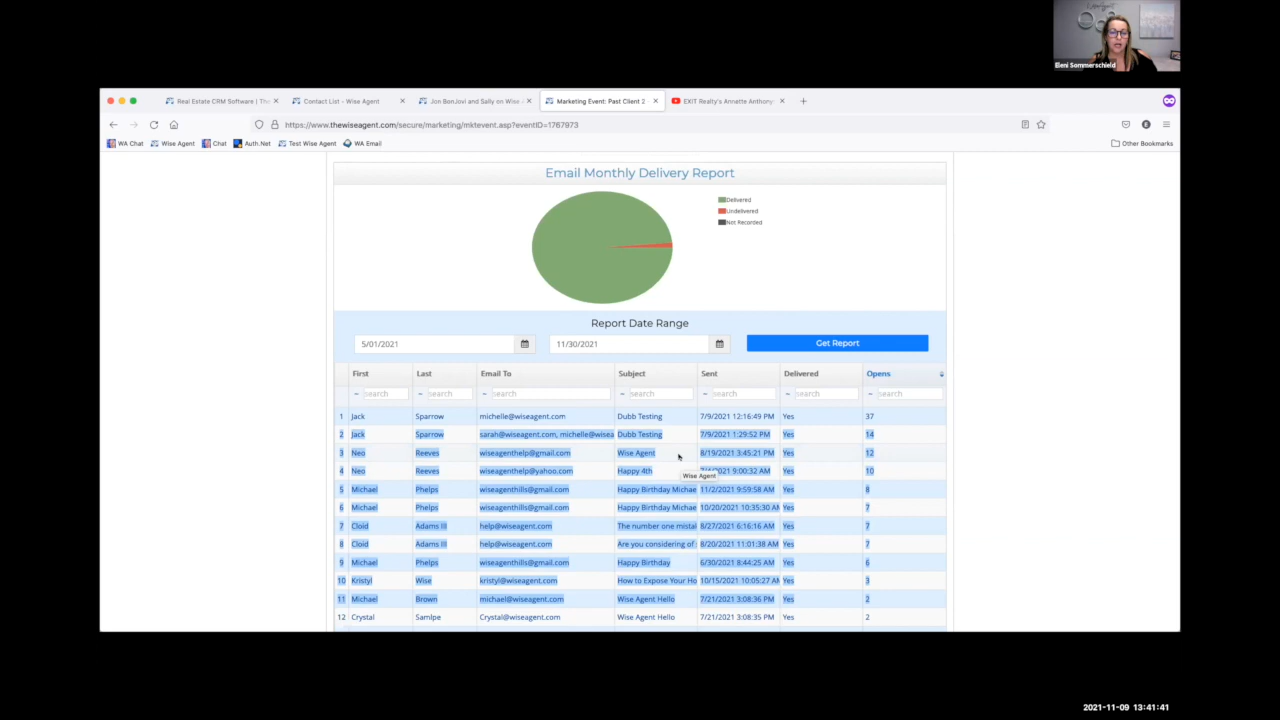 Eleni Sommerschield
Real Estate CRM Software | The
Contact List - Wise Agent
Jon BonJovi and Sally on Wise A
Marketing Event: Past Client 2
EXIT Realty's Annette Anthony
https://www.thewiseagent.com/secure/marketing/mktevent.asp?eventID=1767973
WA Chat Wise Agent Chat Auth.Net Test Wise Agent WA Email Other Bookmarks
Email Monthly Delivery Report
Delivered
Undelivered
Not Recorded
Report Date Range
5/01/2021 11/30/2021 Get Report
First Last Email To Subject Sent Delivered Opens
~ search ~ search ~ search ~ search ~ search ~ search ~ search
1 Jack Sparrow michelle@wiseagent.com Dubb Testing 7/9/2021 12:16:49 PM Yes 37
2 Jack Sparrow sarah@wiseagent.com, michelle@wisea Dubb Testing 7/9/2021 1:29:52 PM Yes 14
3 Neo Reeves wiseagenthelp@gmail.com Wise Agent 8/19/2021 3:45:21 PM Yes 12
4 Neo Reeves wiseagenthelp@yahoo.com Happy 4th 2021 9:00:32 AM Yes 10
Wise Agent
5 Michael Phelps wiseagenthills@gmail.com Happy Birthday Michae 11/2/2021 9:59:58 AM Yes 8
6 Michael Phelps wiseagenthills@gmail.com Happy Birthday Michae 10/20/2021 10:35:30 AM Yes 7
7 Cloid Adams III help@wiseagent.com The number one mistal 8/27/2021 6:16:16 AM Yes 7
8 Cloid Adams III help@wiseagent.com Are you considering of 8/20/2021 11:01:38 AM Yes 7
9 Michael Phelps wiseagenthills@gmail.com Happy Birthday 6/30/2021 8:44:25 AM Yes 6
10 Kristyl Wise kristyl@wiseagent.com How to Expose Your Ho 10/15/2021 10:05:27 AM Yes 3
11 Michael Brown michael@wiseagent.com Wise Agent Hello 7/21/2021 3:08:36 PM Yes 2
12 Crystal Samlpe Crystal@wiseagent.com Wise Agent Hello 7/21/2021 3:08:35 PM Yes 2
2021-11-09 13:41:41